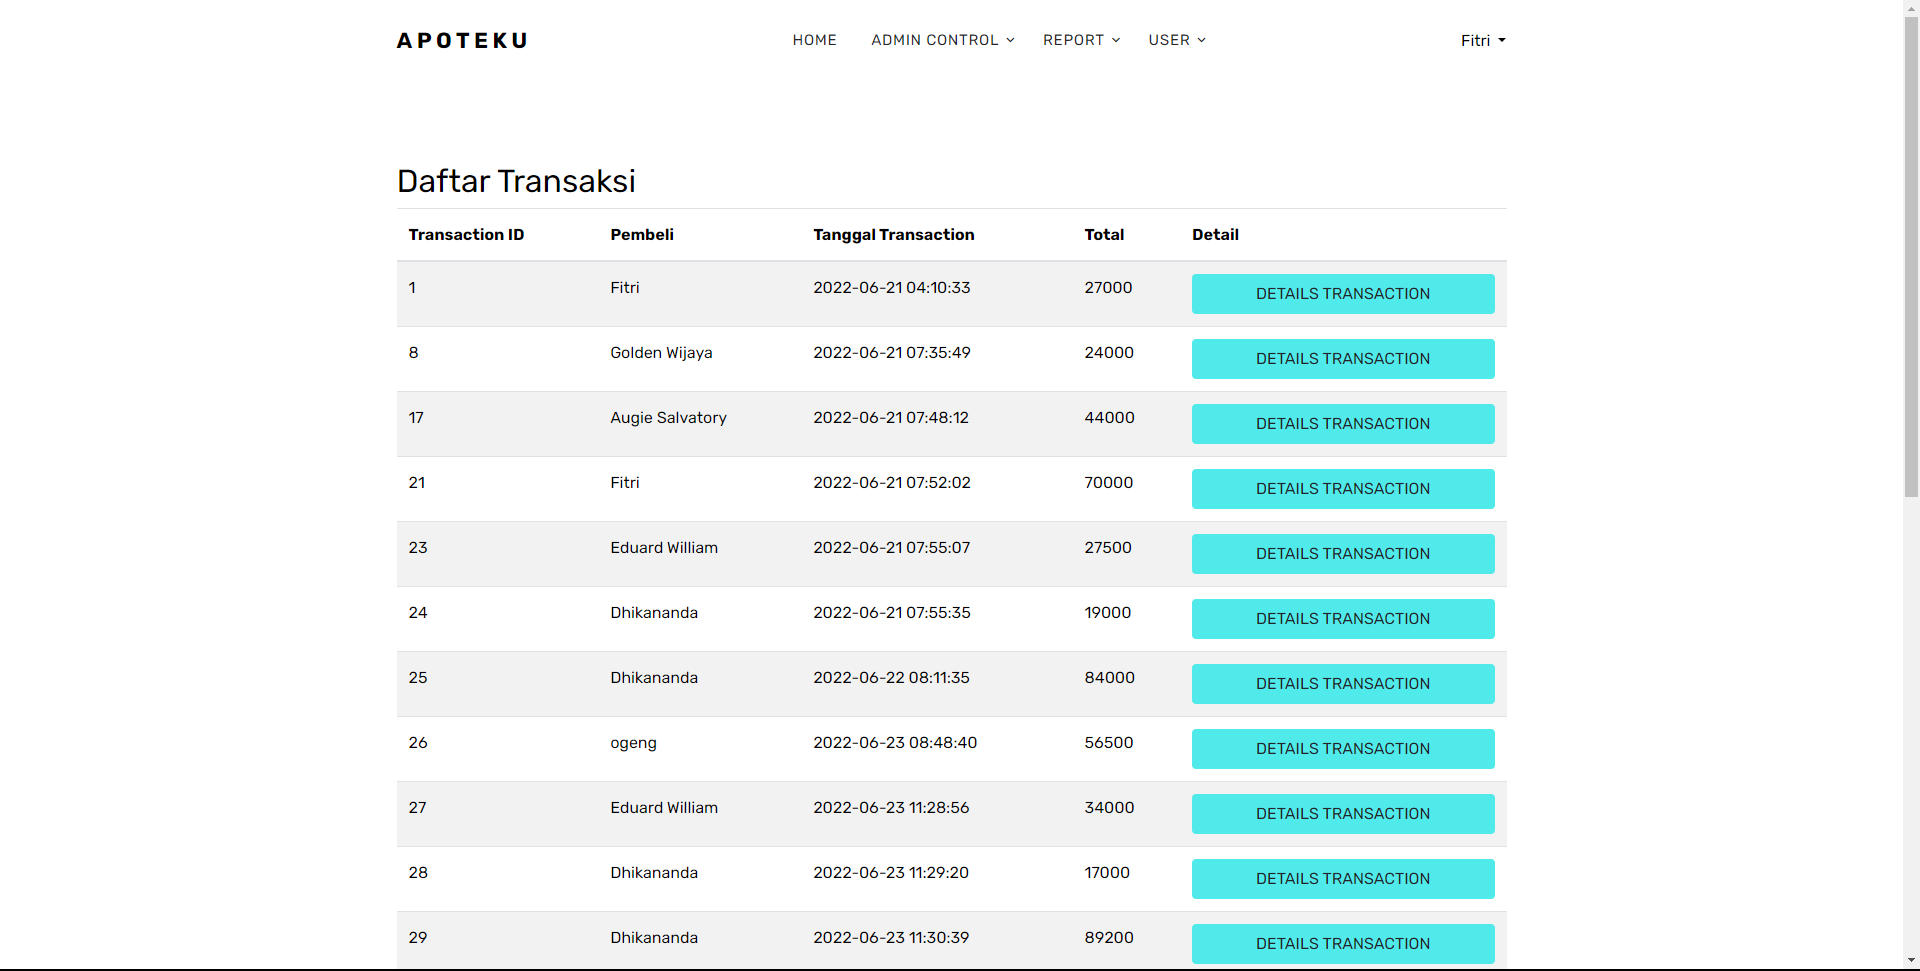 APOTEKU HOME ADMIN CONTROL REPORT USER Fitri
Daftar Transaksi
Transaction ID Pembeli Tanggal Transaction Total Detail
1 Fitri 2022-06-21 04:10:33 27000 DETAILS TRANSACTION
8 Golden Wijaya 2022-06-21 07:35:49 24000 DETAILS TRANSACTION
17 Augie Salvatory 2022-06-21 07:48:12 44000 DETAILS TRANSACTION
21 Fitri 2022-06-21 07:52:02 70000 DETAILS TRANSACTION
23 Eduard William 2022-06-21 07:55:07 27500 DETAILS TRANSACTION
24 Dhikananda 2022-06-21 07:55:35 19000 DETAILS TRANSACTION
25 Dhikananda 2022-06-22 08:11:35 84000 DETAILS TRANSACTION
26 ogeng 2022-06-23 08:48:40 56500 DETAILS TRANSACTION
27 Eduard William 2022-06-23 11:28:56 34000 DETAILS TRANSACTION
28 Dhikananda 2022-06-23 11:29:20 17000 DETAILS TRANSACTION
29 Dhikananda 2022-06-23 11:30:39 89200 DETAILS TRANSACTION